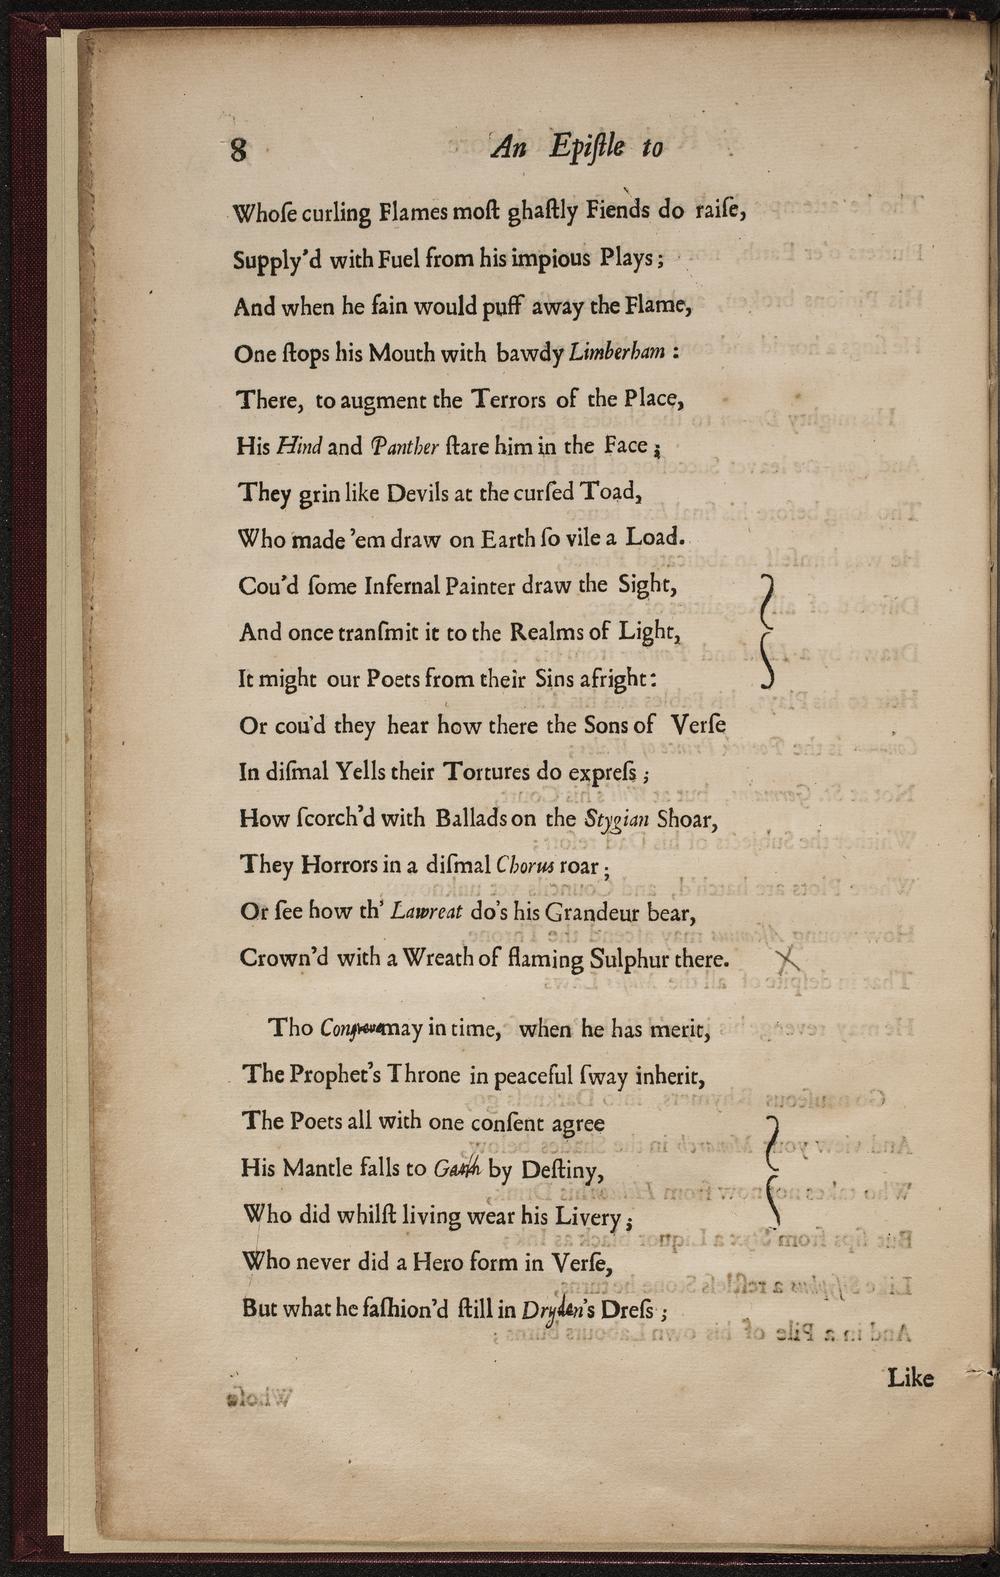 8 An Epiſtle to
Whoſe curling Flames moſt ghaſtly Fiends do raiſe,
Supply'd with Fuel from his impious Plays;
And when he fain would puff away the Flame,
One ſtops his Mouth with bawdy Limberham :
There, to augment the Terrors of the Place,
His Hind and Panther ſtare him in the Face ;
They grin like Devils at the curſed Toad,
Who made 'em draw on Earth ſo vile a Load.
Cou'd ſome Infernal Painter draw the Sight,
And once tranſmit it to the Realms of Light,
It might our Poets from their Sins afright:
Or cou'd they hear how there the Sons of Verſe
In diſmal Yells their Tortures do expreſs ;
How ſcorch'd with Ballads on the Stygian Shoar,
They Horrors in a diſmal Chorus roar ;
Or ſee how th' Lawreat do's his Grandeur bear,
Crown'd with a Wreath of flaming Sulphur there. X
Tho Congreve may in time, when he has merit,
The Prophet's Throne in peaceful ſway inherit,
The Poets all with one conſent agree
His Mantle falls to Garth by Deſtiny,
Who did whilſt living wear his Livery ;
Who never did a Hero form in Verſe,
But what he faſhion'd ſtill in Dryden's Dreſs ;
Like